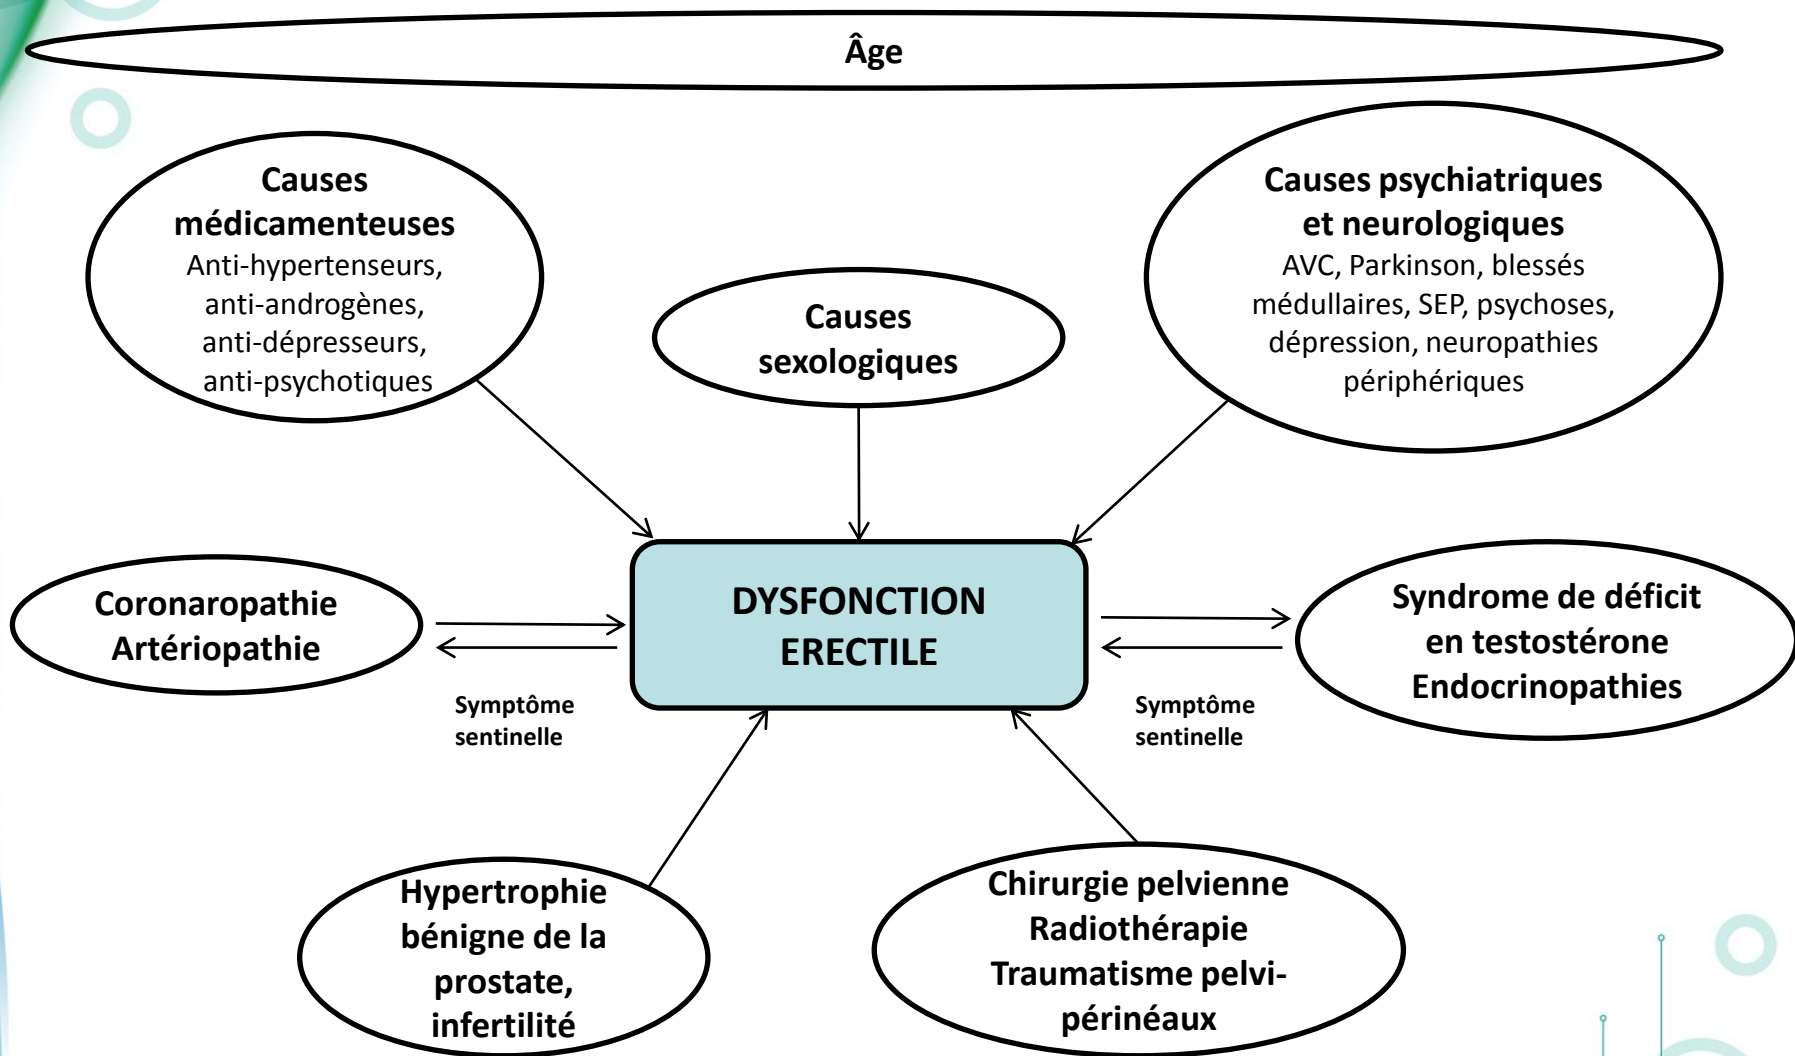 Âge
Causes
médicamenteuses
Anti-hypertenseurs,
anti-androgènes,
anti-dépresseurs,
anti-psychotiques
Causes
sexologiques
Causes psychiatriques
et neurologiques
AVC, Parkinson, blessés
médullaires, SEP, psychoses,
dépression, neuropathies
périphériques
Coronaropathie
Artériopathie
DYSFONCTION
ERECTILE
Syndrome de déficit
en testostérone
Endocrinopathies
Symptôme
sentinelle
Symptôme
sentinelle
Hypertrophie
bénigne de la
prostate,
infertilité
Chirurgie pelvienne
Radiothérapie
Traumatisme pelvi-
périnéaux